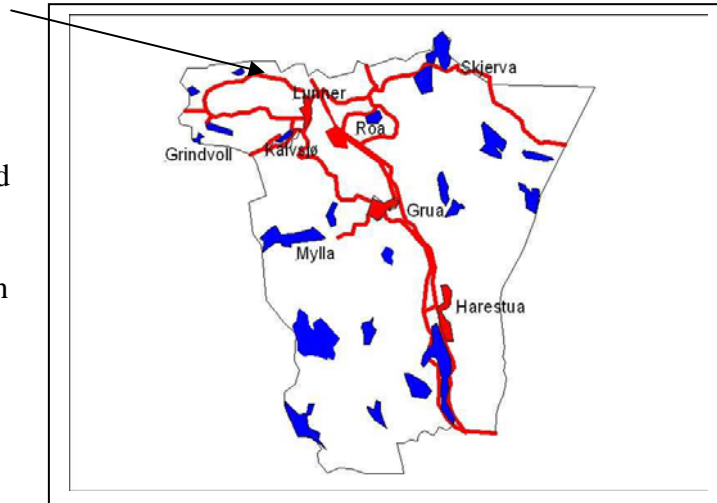 Skjerva
Lunner
Roa
Kalvsjø
Grindvoll
d
Grua
Mylla
n
Harestua